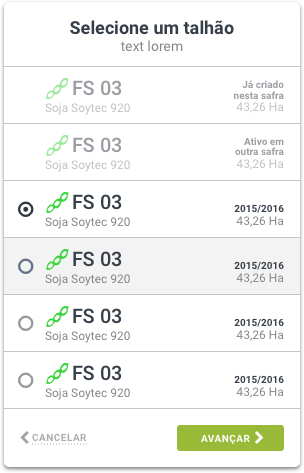 Selecione um talhão
text lorem
FS 03
Já criado
nesta safra
Soja Soytec 920
43,26 Ha
FS 03
Ativo em
outra safra
Soja Soytec 920
43,26 Ha
FS 03
2015/2016
Soja Soytec 920
43,26 Ha
FS 03
2015/2016
Soja Soytec 920
43,26 Ha
FS 03
2015/2016
Soja Soytec 920
43,26 Ha
FS 03
2015/2016
Soja Soytec 920
43,26 Ha
CANCELAR
AVANÇAR